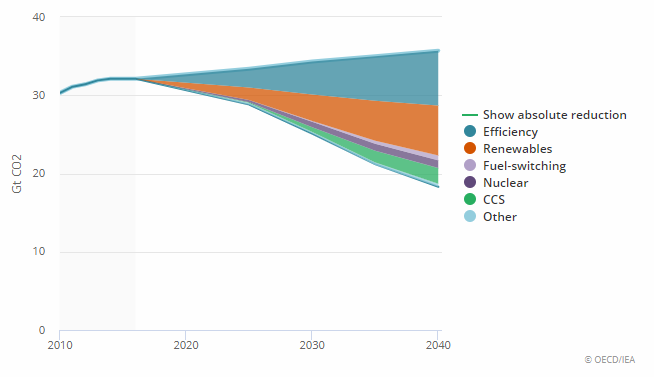 40
30
20
10
0
Gt CO2
2010
2020
2030
2040
Show absolute reduction
Efficiency
Renewables
Fuel-switching
Nuclear
CCS
Other
© OECD/IEA